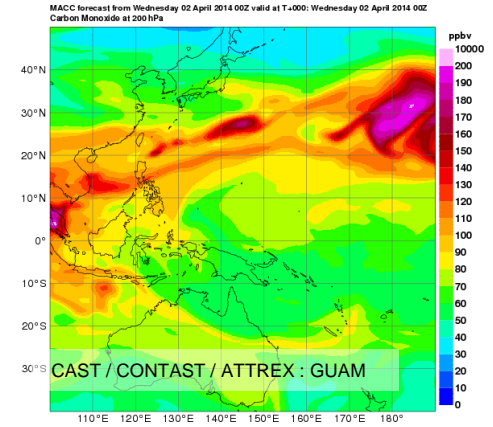 MACC forecast from Wednesday 02 April 2014 00Z valid at T+000: Wednesday 02 April 2014 00Z
Carbon Monoxide at 200 hPa
ppbv
10000
200
190
180
170
160
150
140
130
120
110
100
90
80
70
60
50
40
30
20
10
0
40°N
30°N
20°N
10°N
0°
10°S
20°S
30°S
CAST / CONTAST / ATTREX : GUAM
110°E 120°E 130°E 140°E 150°E 160°E 170°E 180°